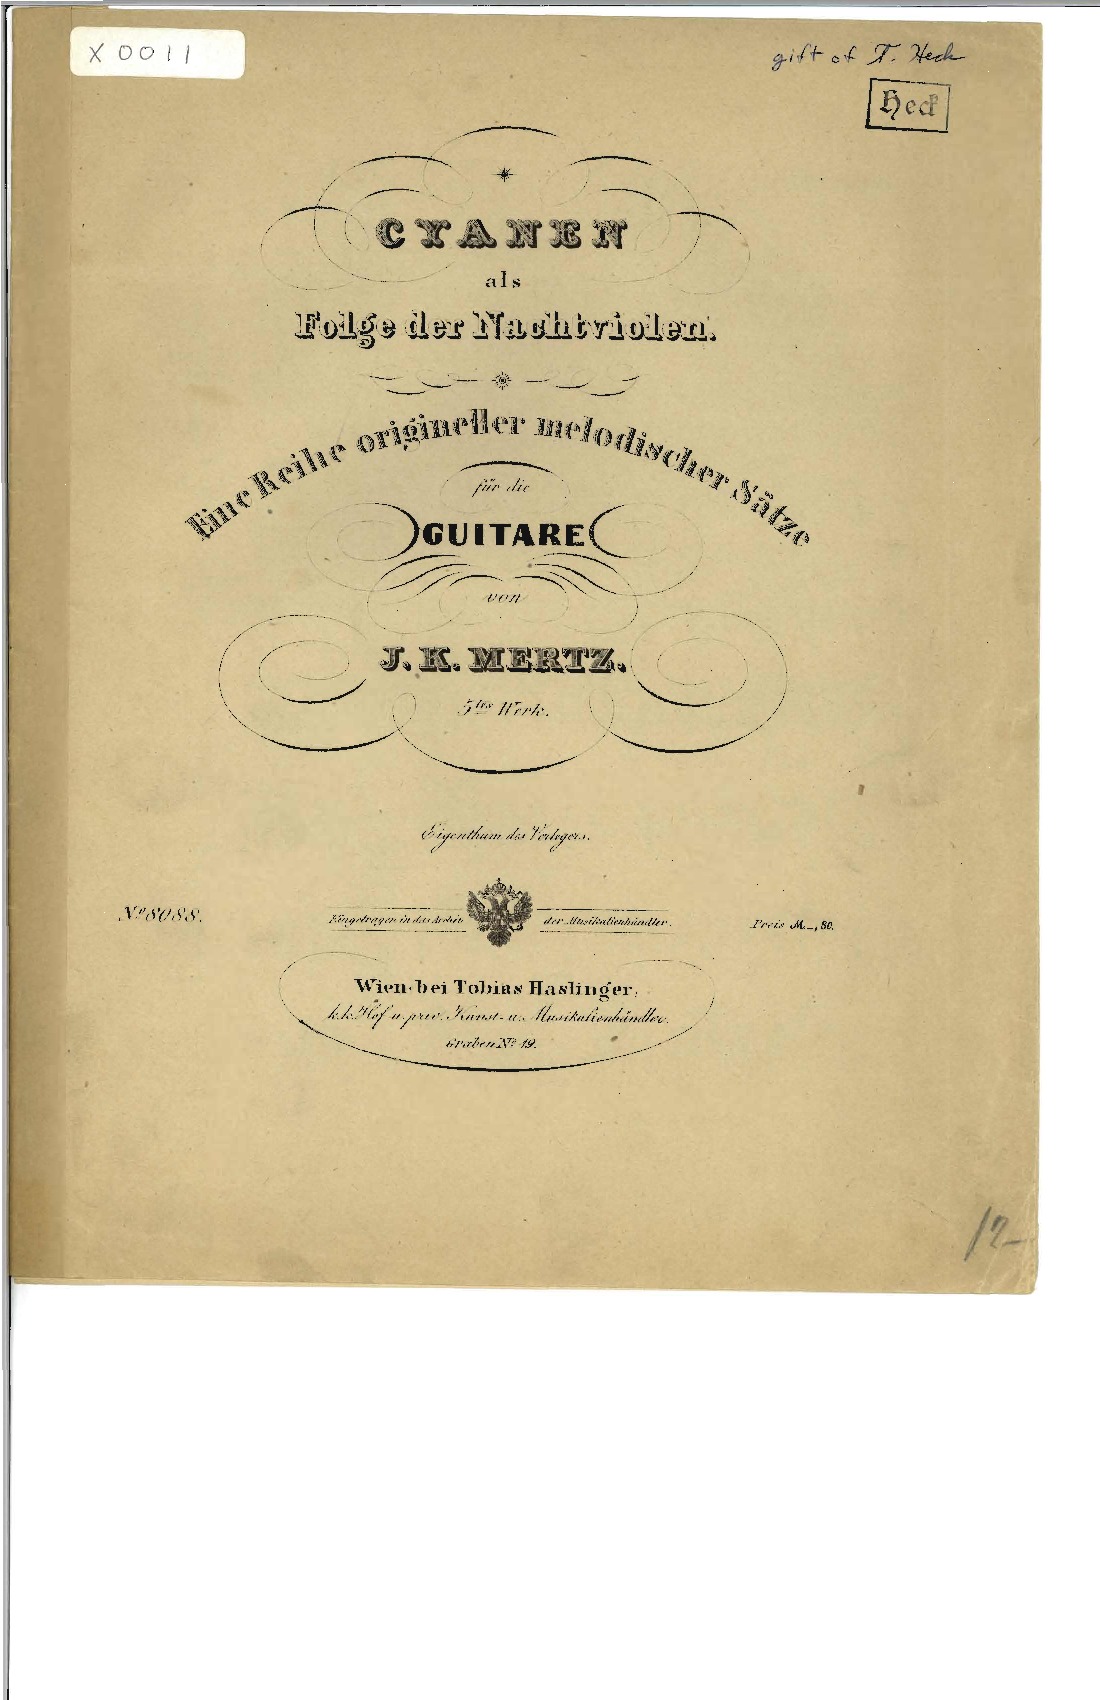 X 0011
gift of T. Heck
Heck
CYANEN
als
Folge der Nachtviolen.
Eine Reihe origineller melodischer Sätze
für die
GUITARE
von
J. K. MERTZ.
5tes Werk.
Eigenthum des Verlegers.
No 8088.
Eingetragen in das Archiv der Musikalienhändler.
Preis M. _, 80.
Wien bei Tobias Haslinger,
k.k. Hof u. priv. Kunst- u. Musikalienhändler.
Graben No 19.
12